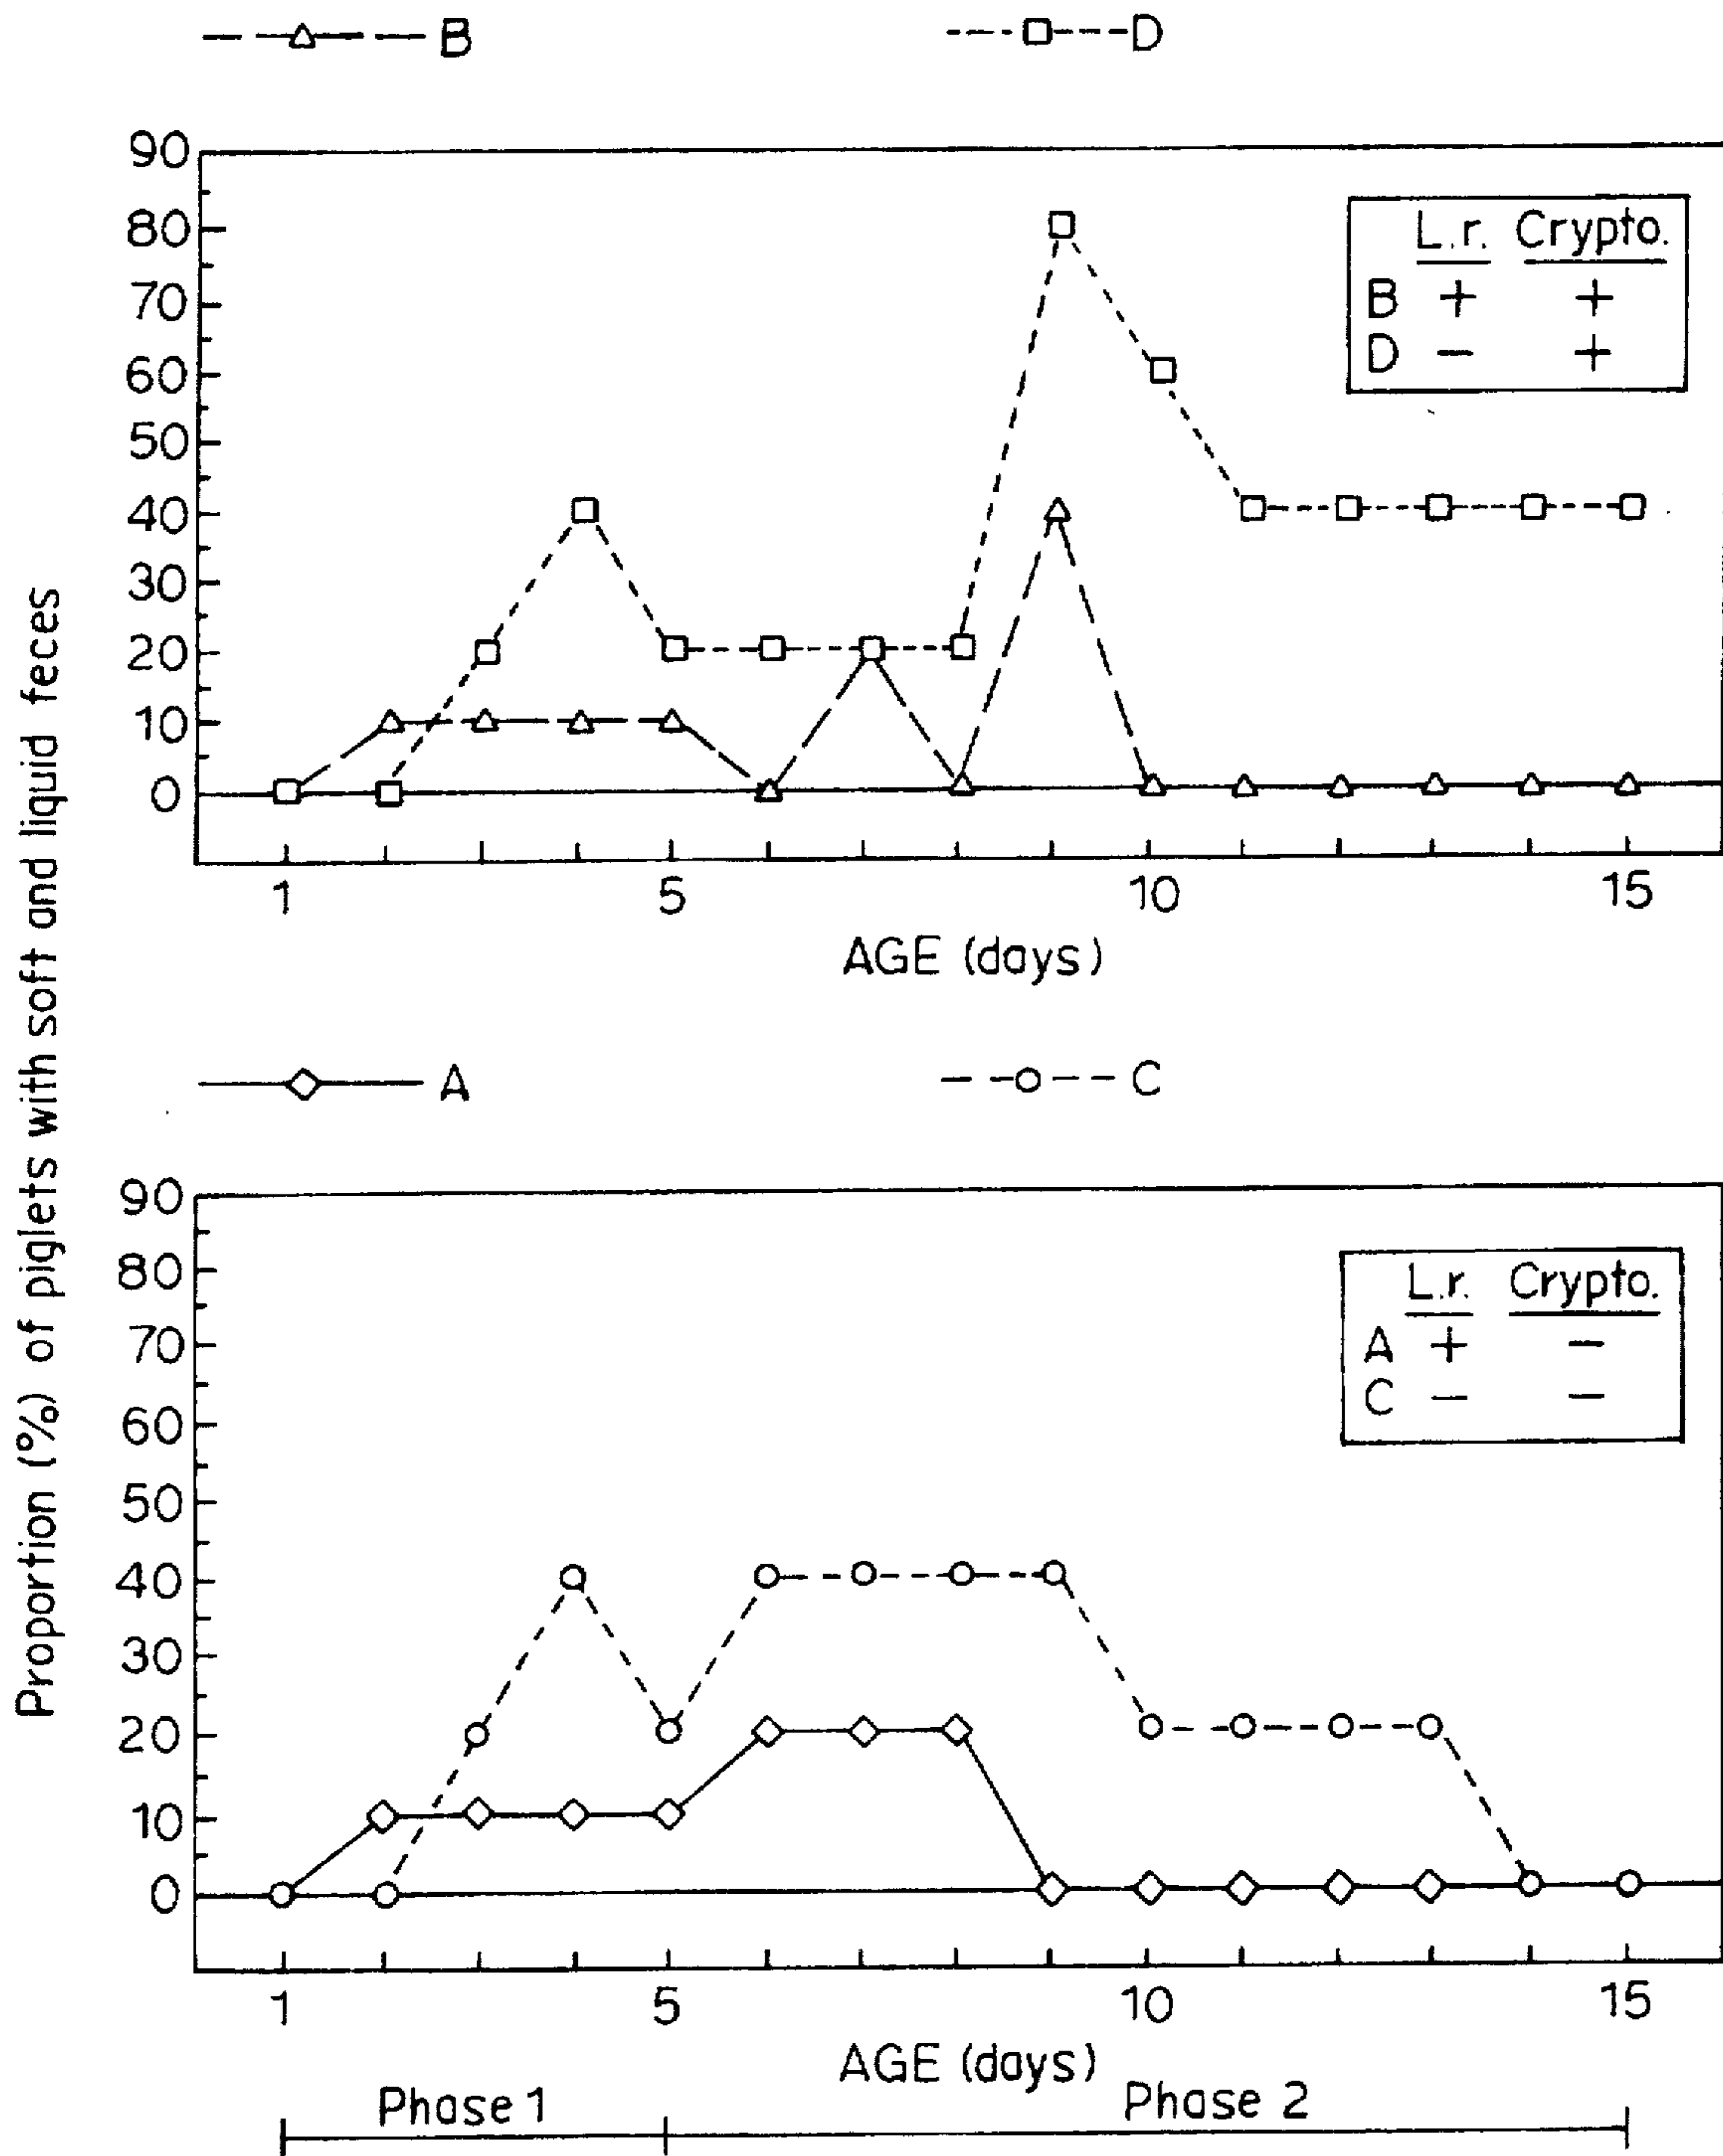 B D
90
80
70
60
50
40
30
20
10
0
L.r. Crypto.
B + +
D − +
1 5 10 15
AGE (days)
Proportion (%) of piglets with soft and liquid feces
A C
90
80
70
60
50
40
30
20
10
0
L.r. Crypto.
A + −
C − −
1 5 10 15
AGE (days)
Phase 1 Phase 2